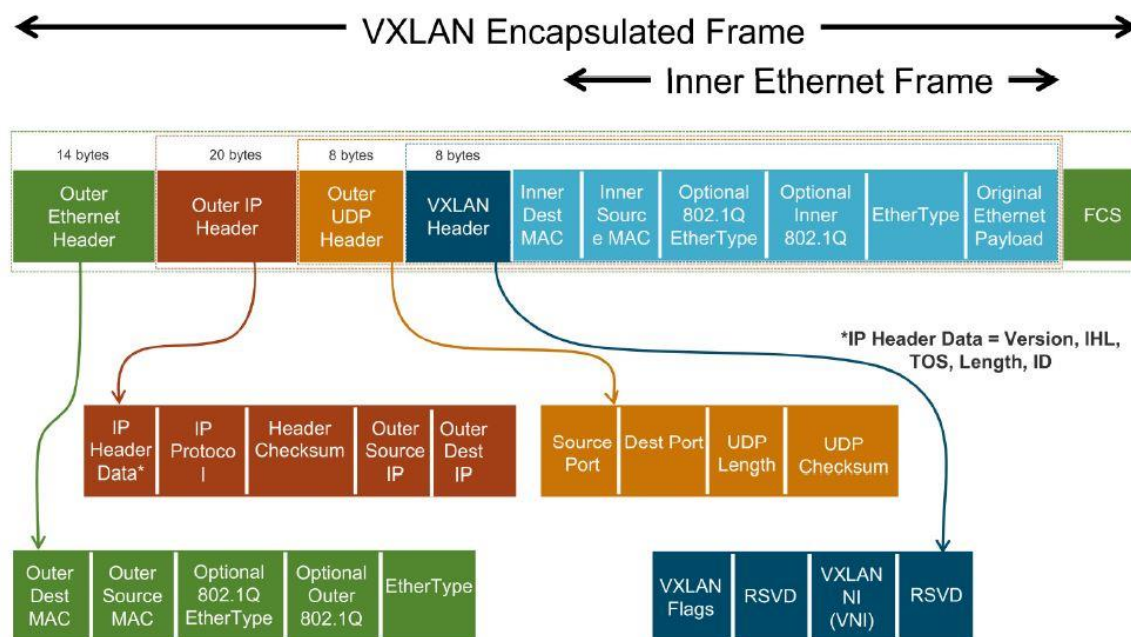 VXLAN Encapsulated Frame
Inner Ethernet Frame
14 bytes
20 bytes
8 bytes
8 bytes
Outer
Ethernet
Header
Outer IP
Header
Outer
UDP
Header
VXLAN
Header
Inner
Dest
MAC
Inner
Sourc
e MAC
Optional
802.1Q
EtherType
Optional
Inner
802.1Q
EtherType
Original
Ethernet
Payload
FCS
*IP Header Data = Version, IHL,
TOS, Length, ID
IP
Header
Data*
IP
Protoco
l
Header
Checksum
Outer
Source
IP
Outer
Dest
IP
Source
Port
Dest Port
UDP
Length
UDP
Checksum
Outer
Dest
MAC
Outer
Source
MAC
Optional
802.1Q
EtherType
Optional
Outer
802.1Q
EtherType
VXLAN
Flags
RSVD
VXLAN
NI
(VNI)
RSVD